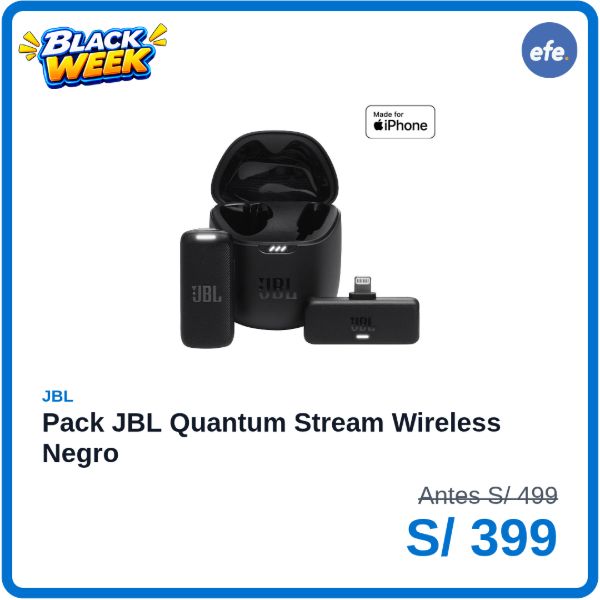 BLACK
WEEK
efe.
Made for
iPhone
JBL
JBL
JBL
JBL
Pack JBL Quantum Stream Wireless
Negro
Antes S/ 499
S/ 399